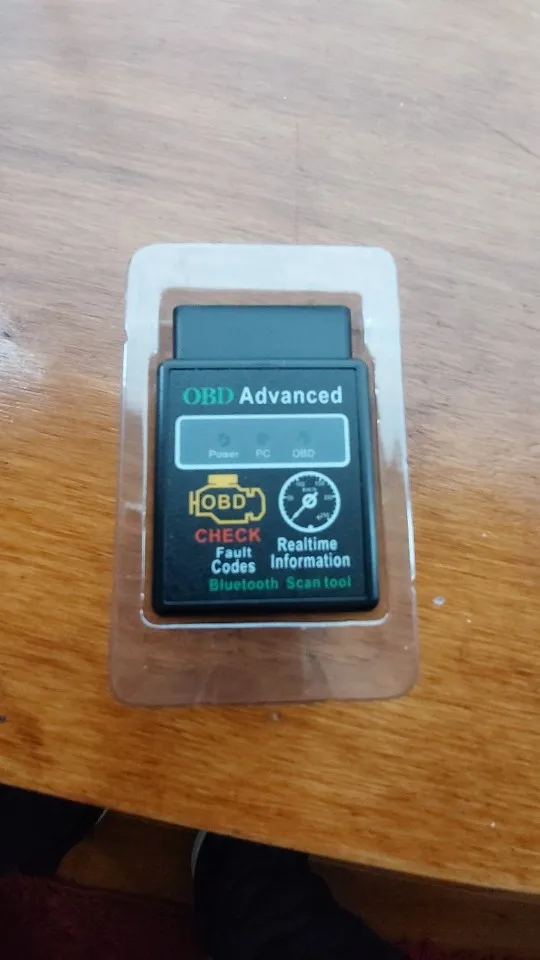 OBD Advanced
Power PC OBD
OBD
CHECK
Fault
Codes
Realtime
Information
Bluetooth Scan tool